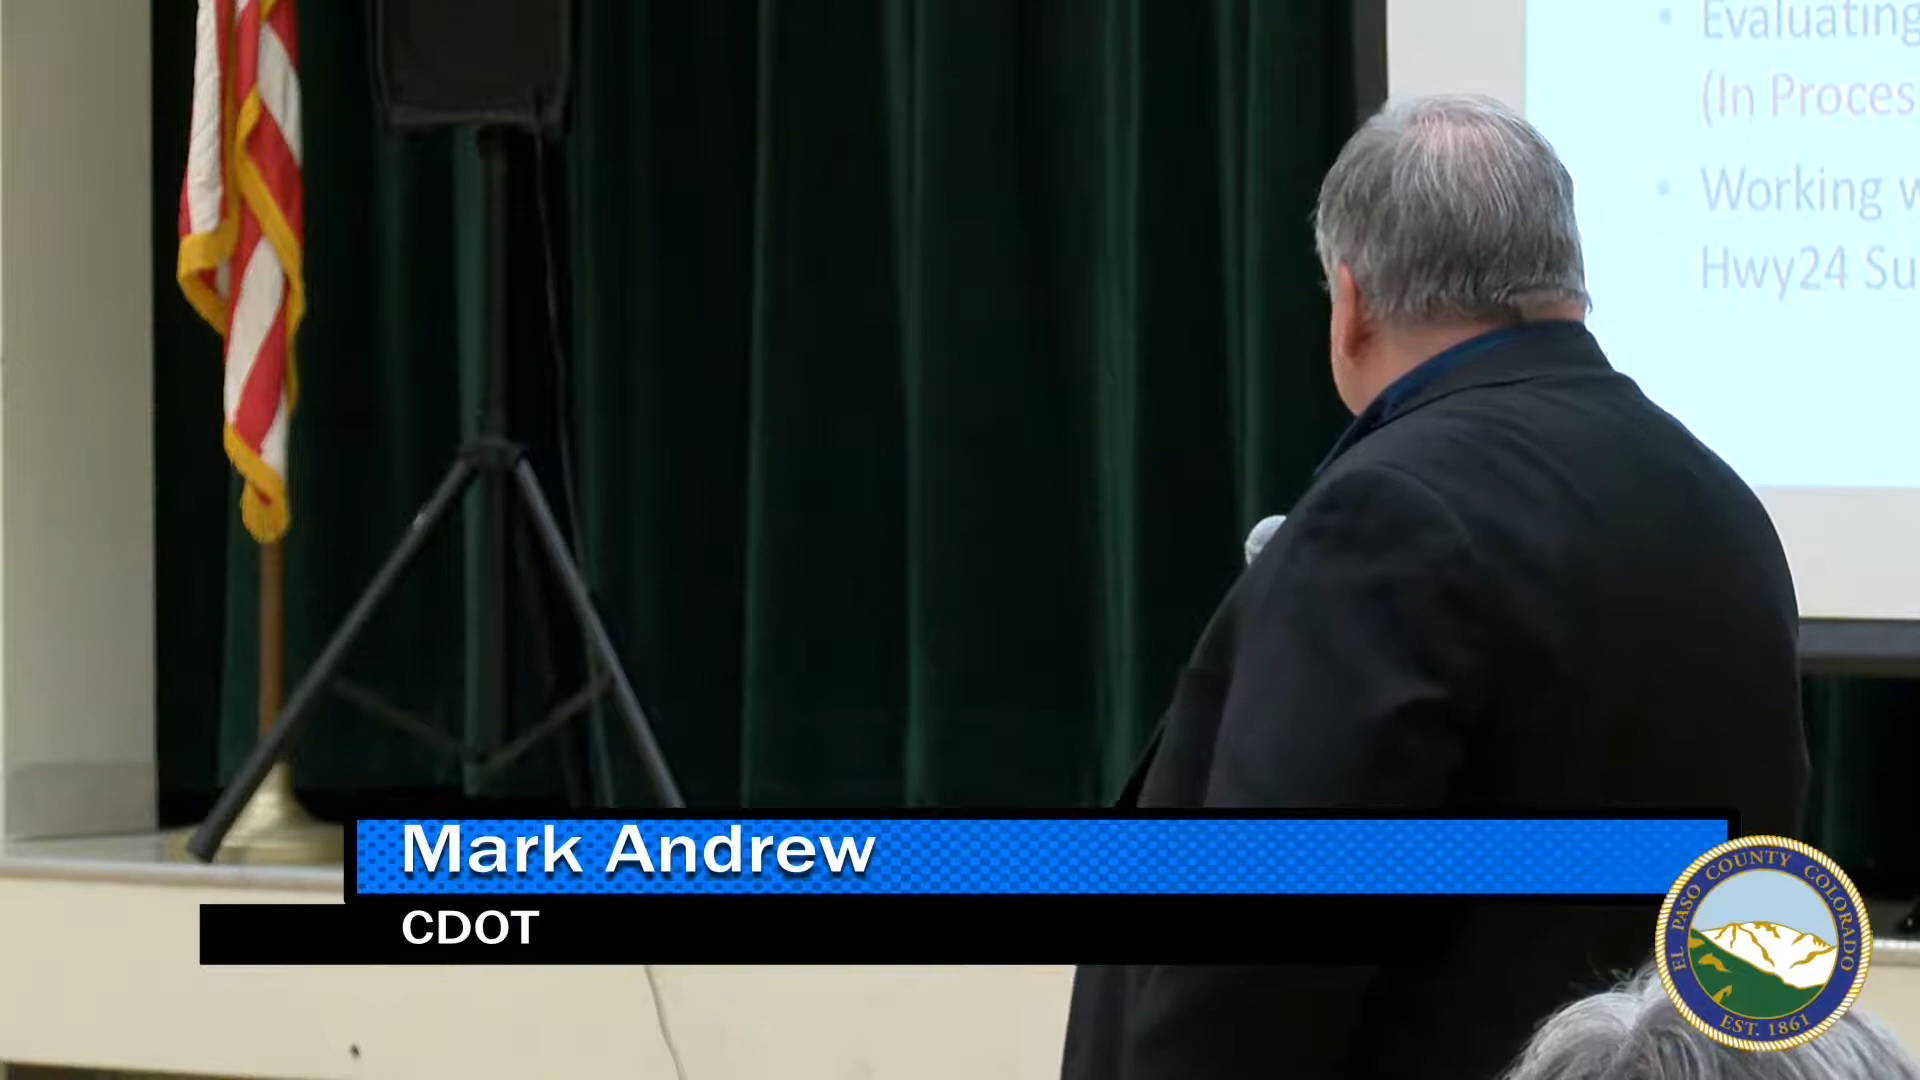 Evaluating
(In Proces
Working w
Hwy24 Su
Mark Andrew
CDOT
EL PASO COUNTY COLORADO
EST. 1861